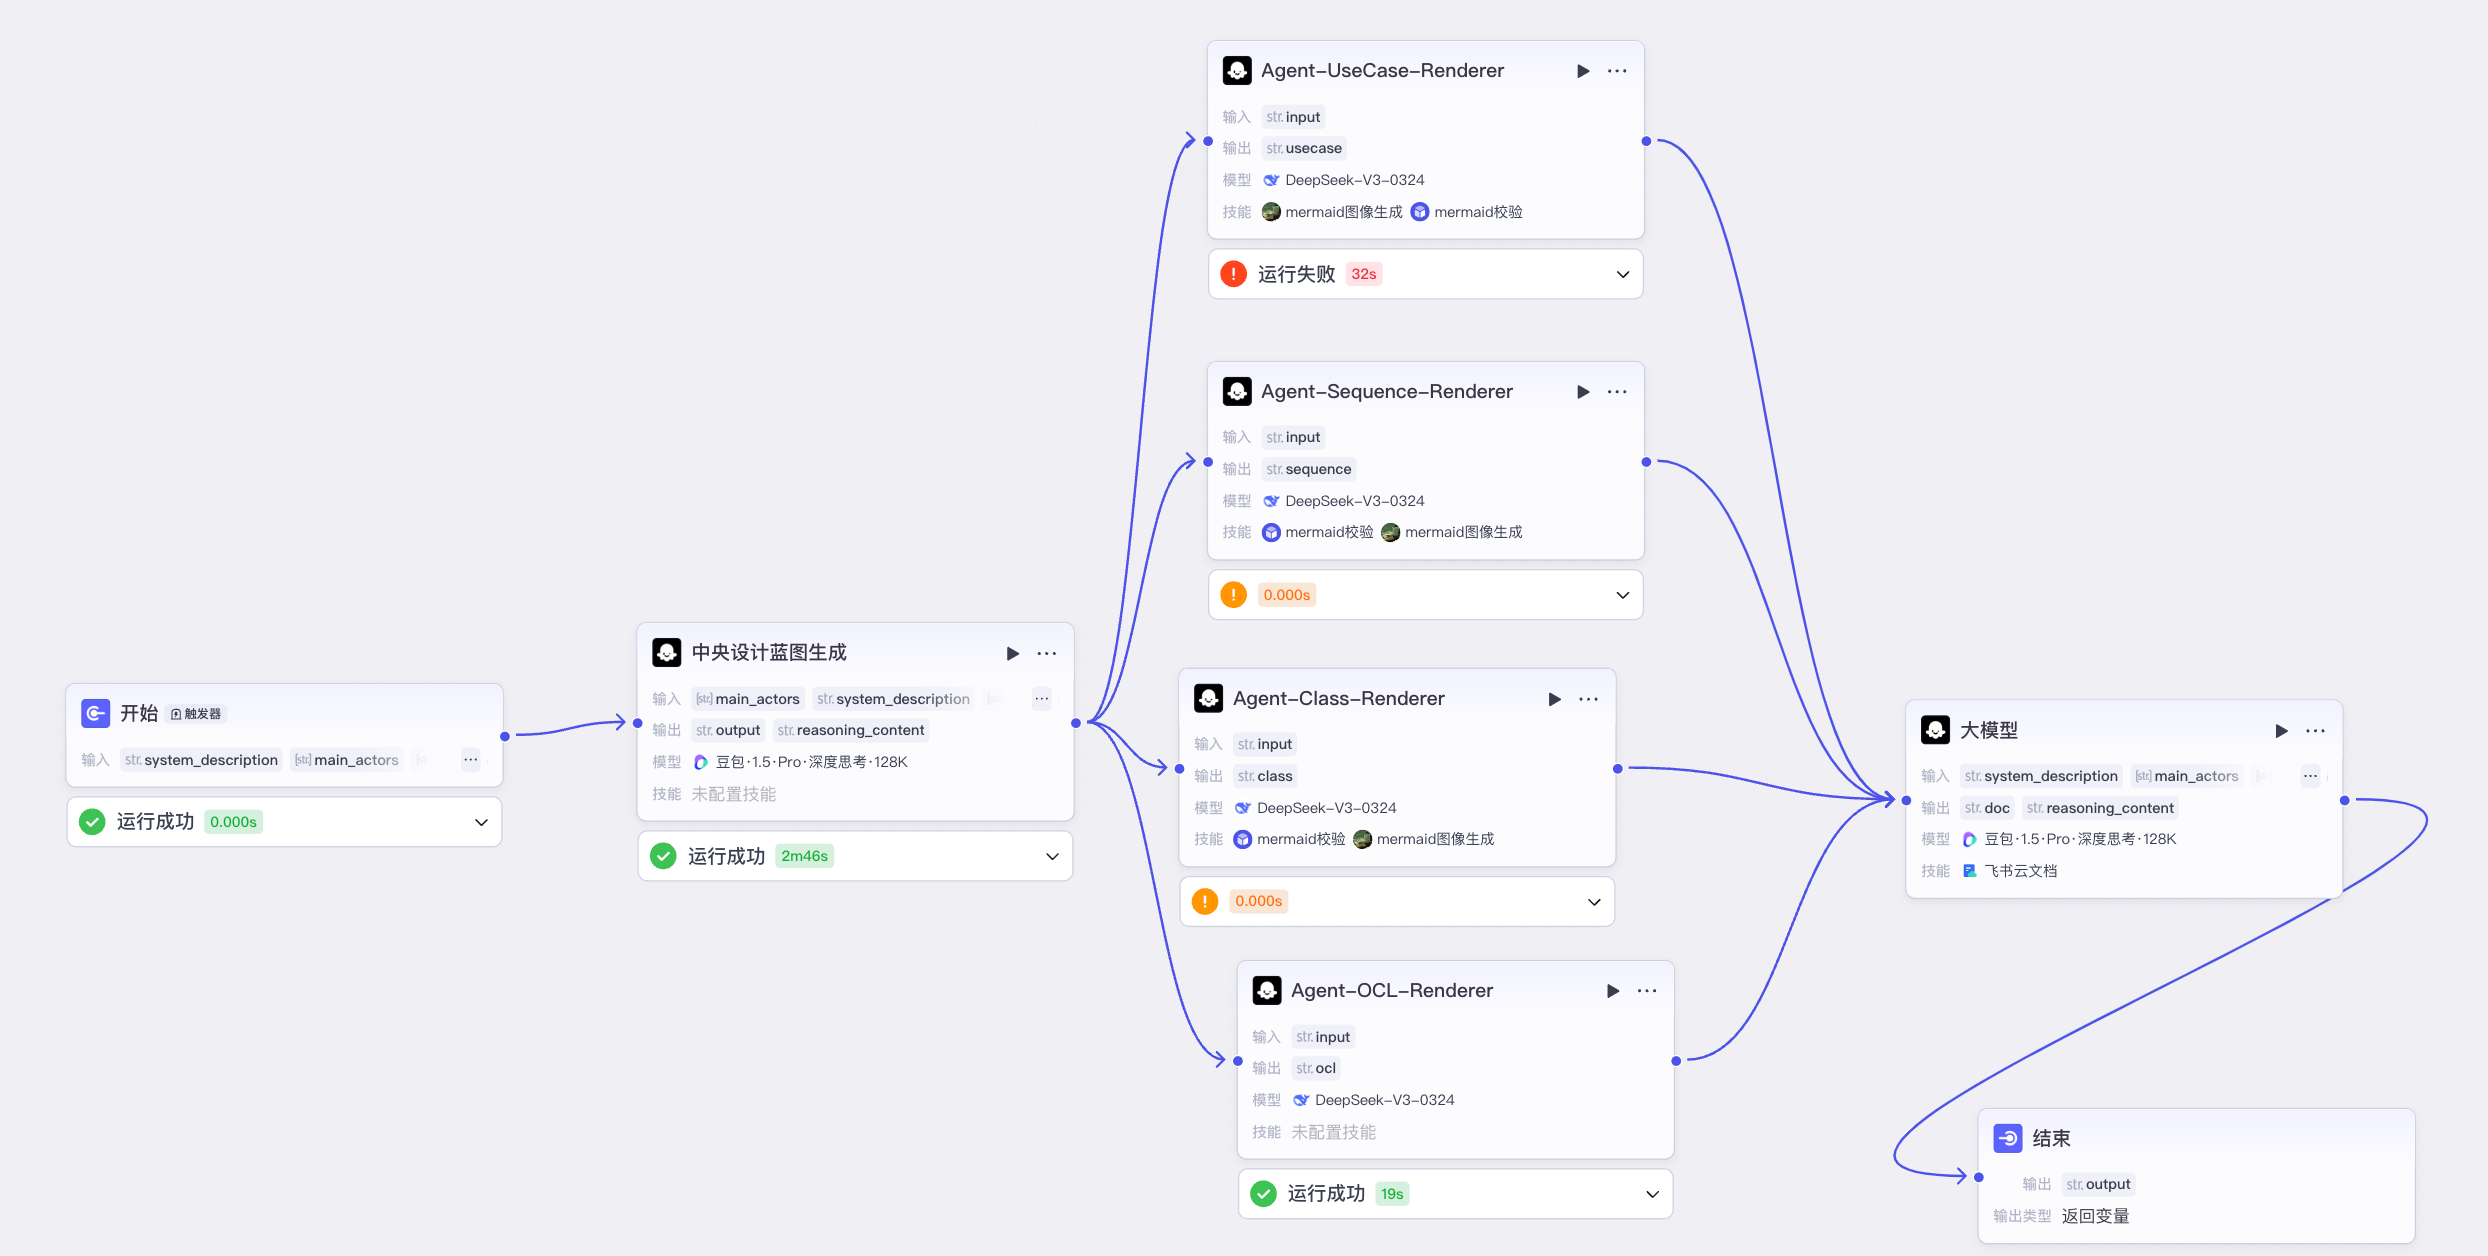 开始 触发器
输入 str. system_description [str] main_actors [str] ...
运行成功 0.000s
中央设计蓝图生成 ...
输入 [str] main_actors str. system_description ...
输出 str. output str. reasoning_content
模型 豆包·1.5·Pro·深度思考·128K
技能 未配置技能
运行成功 2m46s
Agent-UseCase-Renderer ...
输入 str. input
输出 str. usecase
模型 DeepSeek-V3-0324
技能 mermaid图像生成 mermaid校验
运行失败 32s
Agent-Sequence-Renderer ...
输入 str. input
输出 str. sequence
模型 DeepSeek-V3-0324
技能 mermaid校验 mermaid图像生成
0.000s
Agent-Class-Renderer ...
输入 str. input
输出 str. class
模型 DeepSeek-V3-0324
技能 mermaid校验 mermaid图像生成
0.000s
Agent-OCL-Renderer ...
输入 str. input
输出 str. ocl
模型 DeepSeek-V3-0324
技能 未配置技能
运行成功 19s
大模型 ...
输入 str. system_description [str] main_actors ...
输出 str. doc str. reasoning_content
模型 豆包·1.5·Pro·深度思考·128K
技能 飞书云文档
结束
输出 str. output
输出类型 返回变量